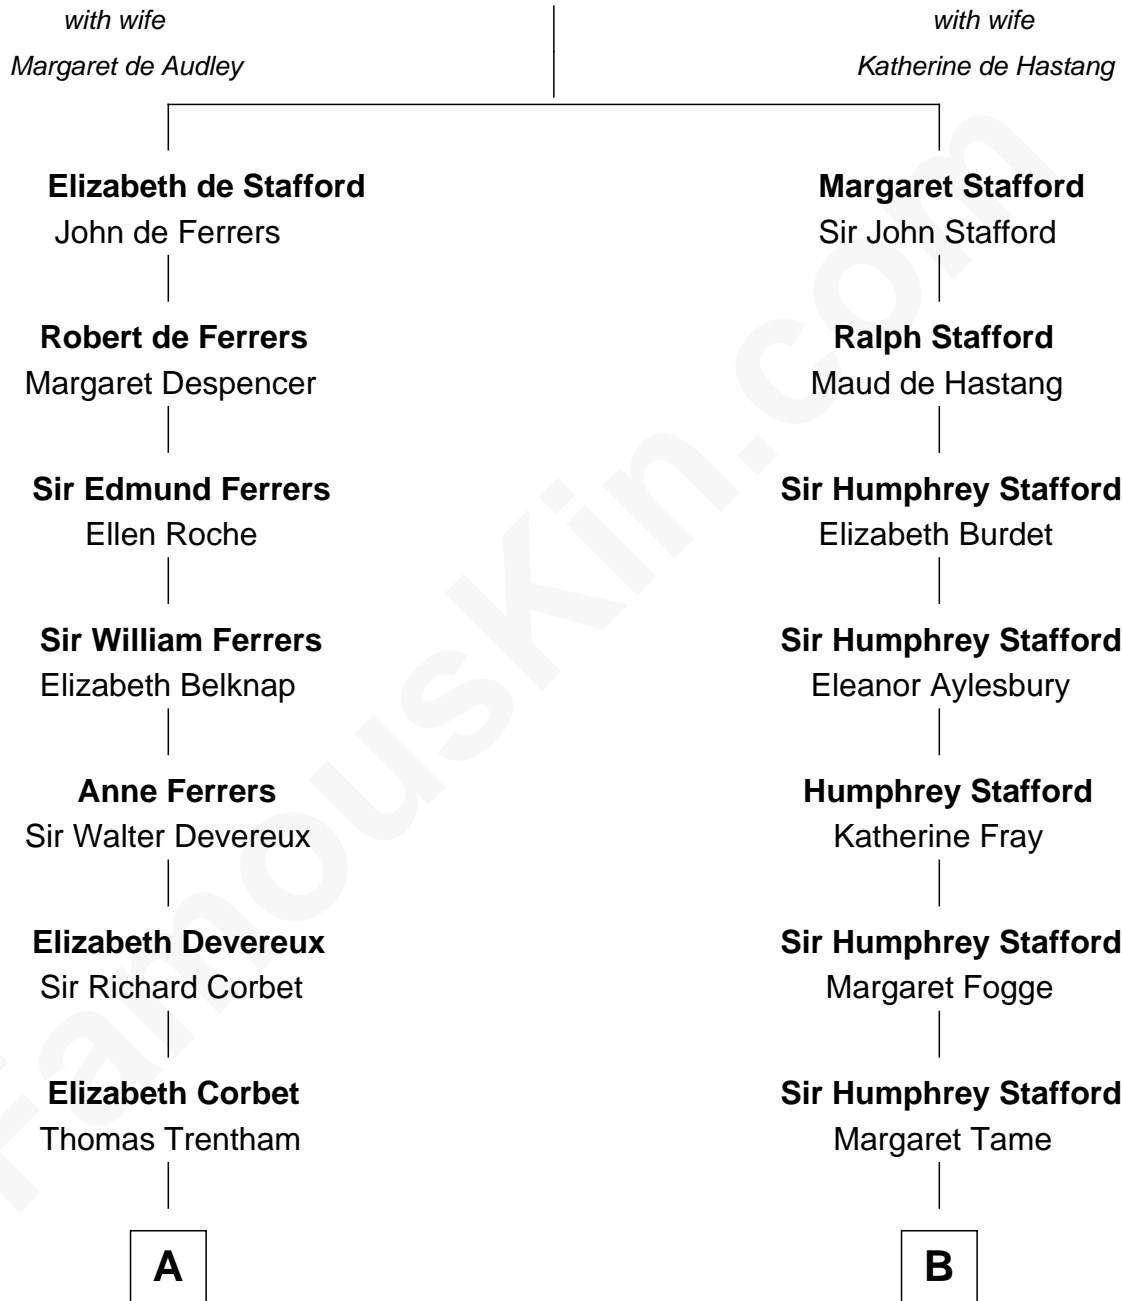 with wife
Margaret de Audley
with wife
Katherine de Hastang
Elizabeth de Stafford
John de Ferrers
Margaret Stafford
Sir John Stafford
Robert de Ferrers
Margaret Despencer
Ralph Stafford
Maud de Hastang
Sir Edmund Ferrers
Ellen Roche
Sir Humphrey Stafford
Elizabeth Burdet
Sir William Ferrers
Elizabeth Belknap
Sir Humphrey Stafford
Eleanor Aylesbury
Anne Ferrers
Sir Walter Devereux
Humphrey Stafford
Katherine Fray
Elizabeth Devereux
Sir Richard Corbet
Sir Humphrey Stafford
Margaret Fogge
Elizabeth Corbet
Thomas Trentham
Sir Humphrey Stafford
Margaret Tame
A
B
FamousKin.com